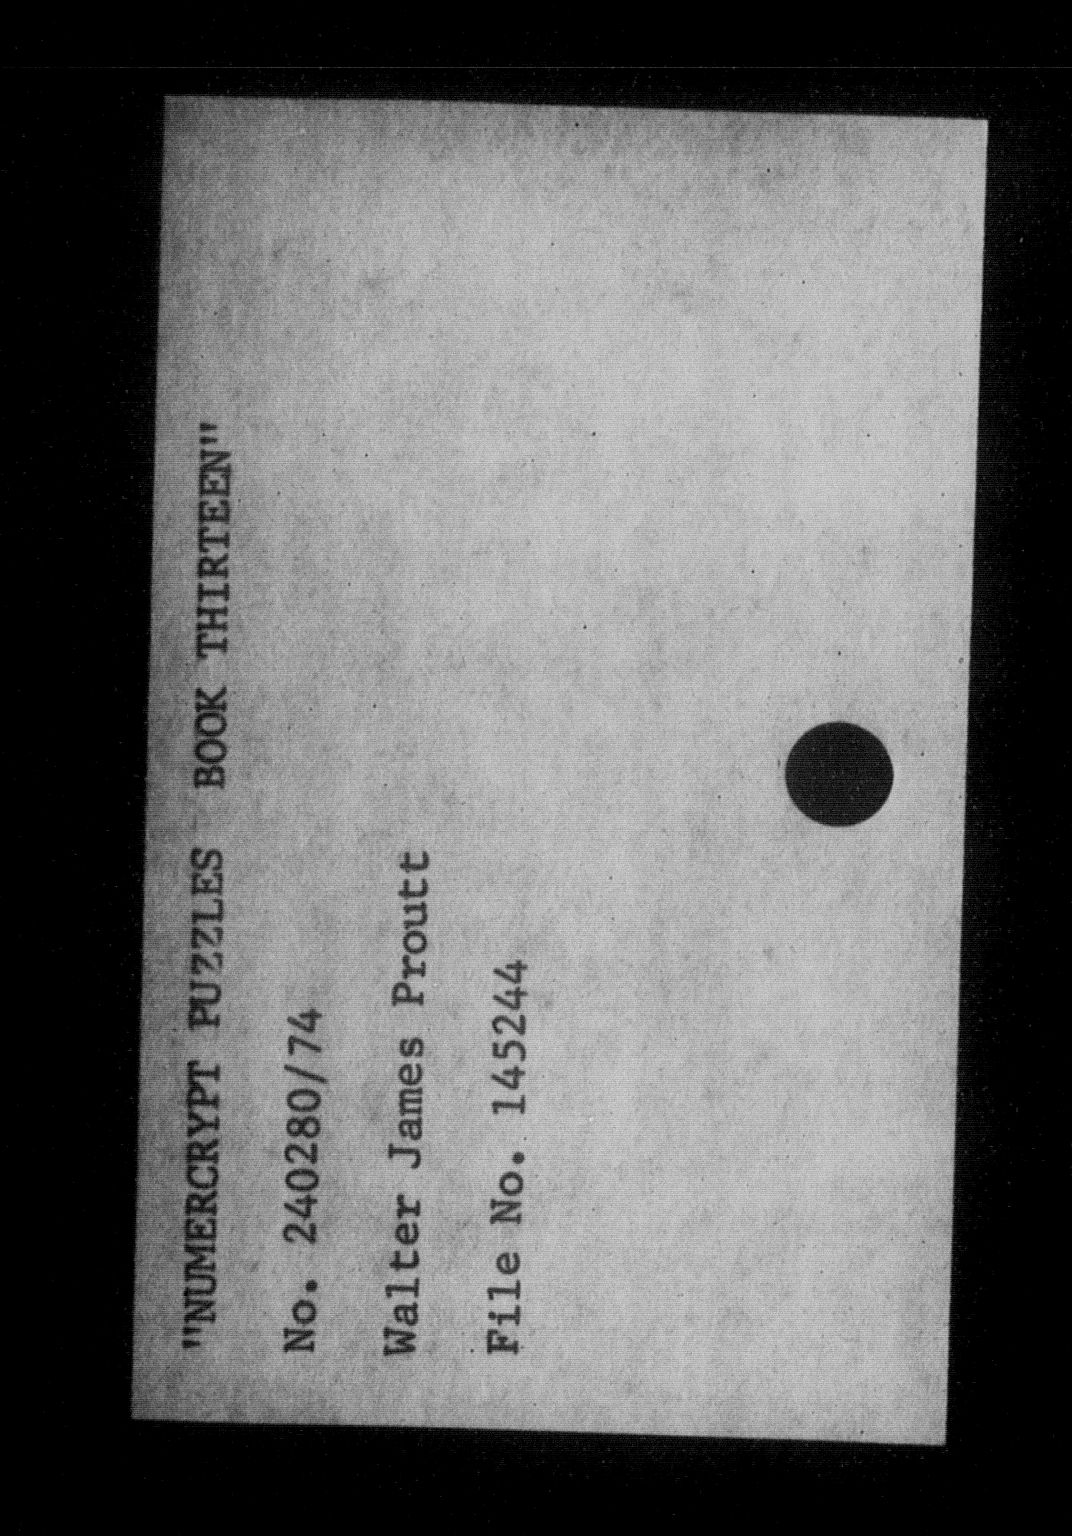 "NUMERCRYPT PUZZLES BOOK THIRTEEN"
No. 240280/74
Walter James Proutt
File No. 145244